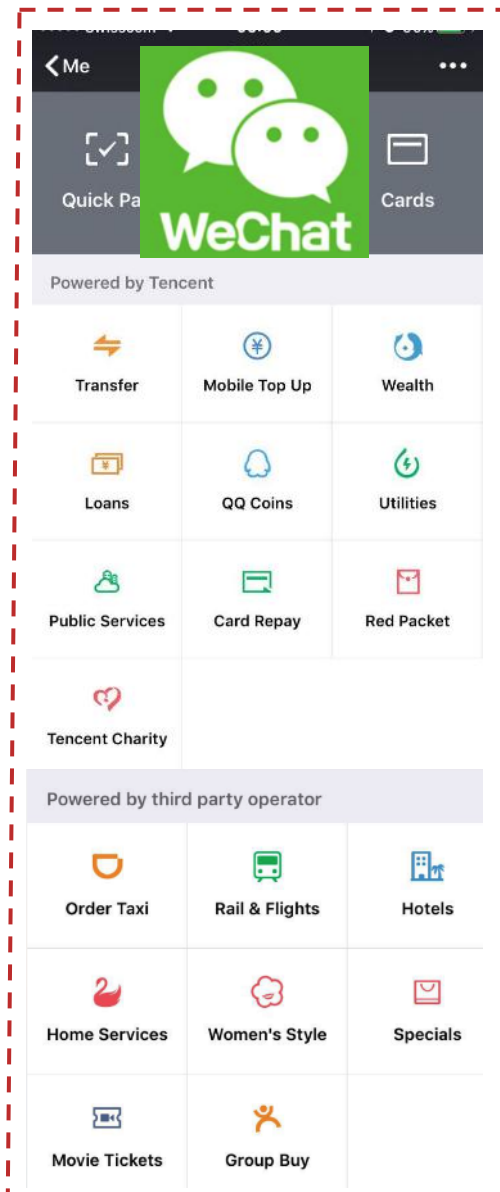 Me
Quick Pa
Cards
WeChat
Powered by Tencent
Transfer
Mobile Top Up
Wealth
Loans
QQ Coins
Utilities
Public Services
Card Repay
Red Packet
Tencent Charity
Powered by third party operator
Order Taxi
Rail & Flights
Hotels
Home Services
Women's Style
Specials
Movie Tickets
Group Buy